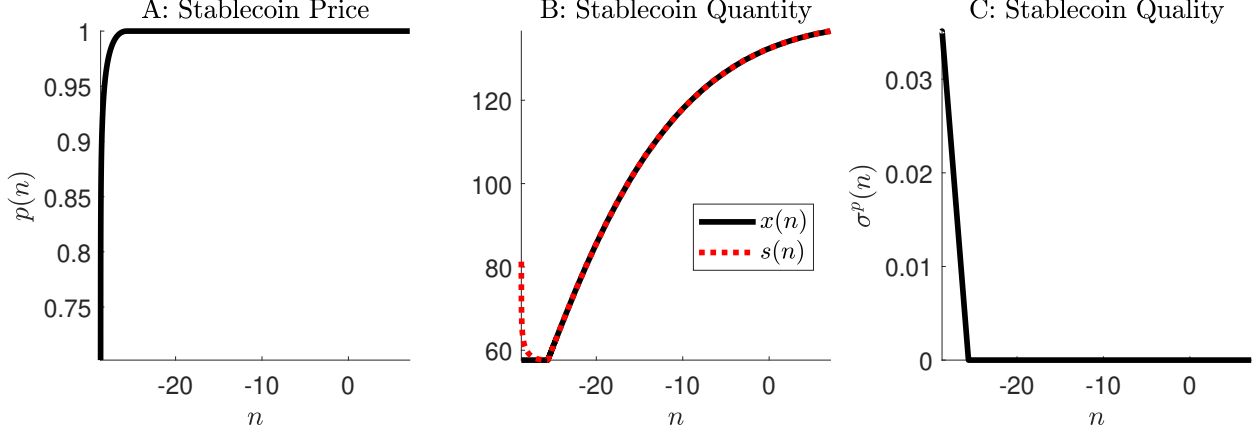 A: Stablecoin Price
1
0.95
0.9
0.85
0.8
0.75
p(n)
-20
-10
0
n
B: Stablecoin Quantity
120
100
80
60
x(n)
s(n)
-20
-10
0
n
C: Stablecoin Quality
0.03
0.02
0.01
0
σᵖ(n)
-20
-10
0
n